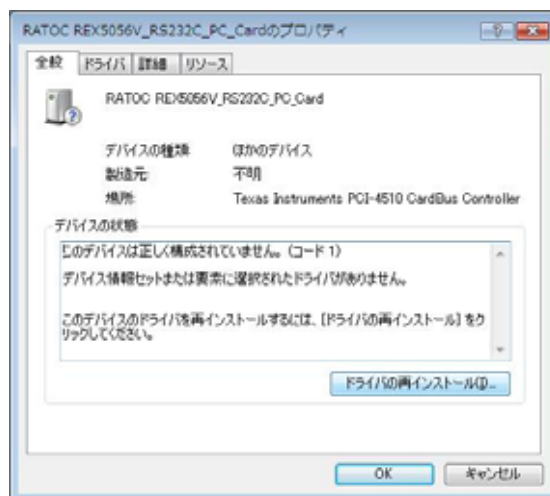 RATOC REX5056V_RS232C_PC_Cardのプロパティ
全般 ドライバ 詳細 リソース
RATOC REX5056V_RS232C_PC_Card
デバイスの種類: ほかのデバイス
製造元: 不明
場所: Texas Instruments PCI-4510 CardBus Controller
デバイスの状態
このデバイスは正しく構成されていません。 (コード 1)
デバイス情報セットまたは要素に選択されたドライバがありません。
このデバイスのドライバを再インストールするには、[ドライバの再インストール] をク
リックしてください。
ドライバの再インストール(I)...
OK キャンセル